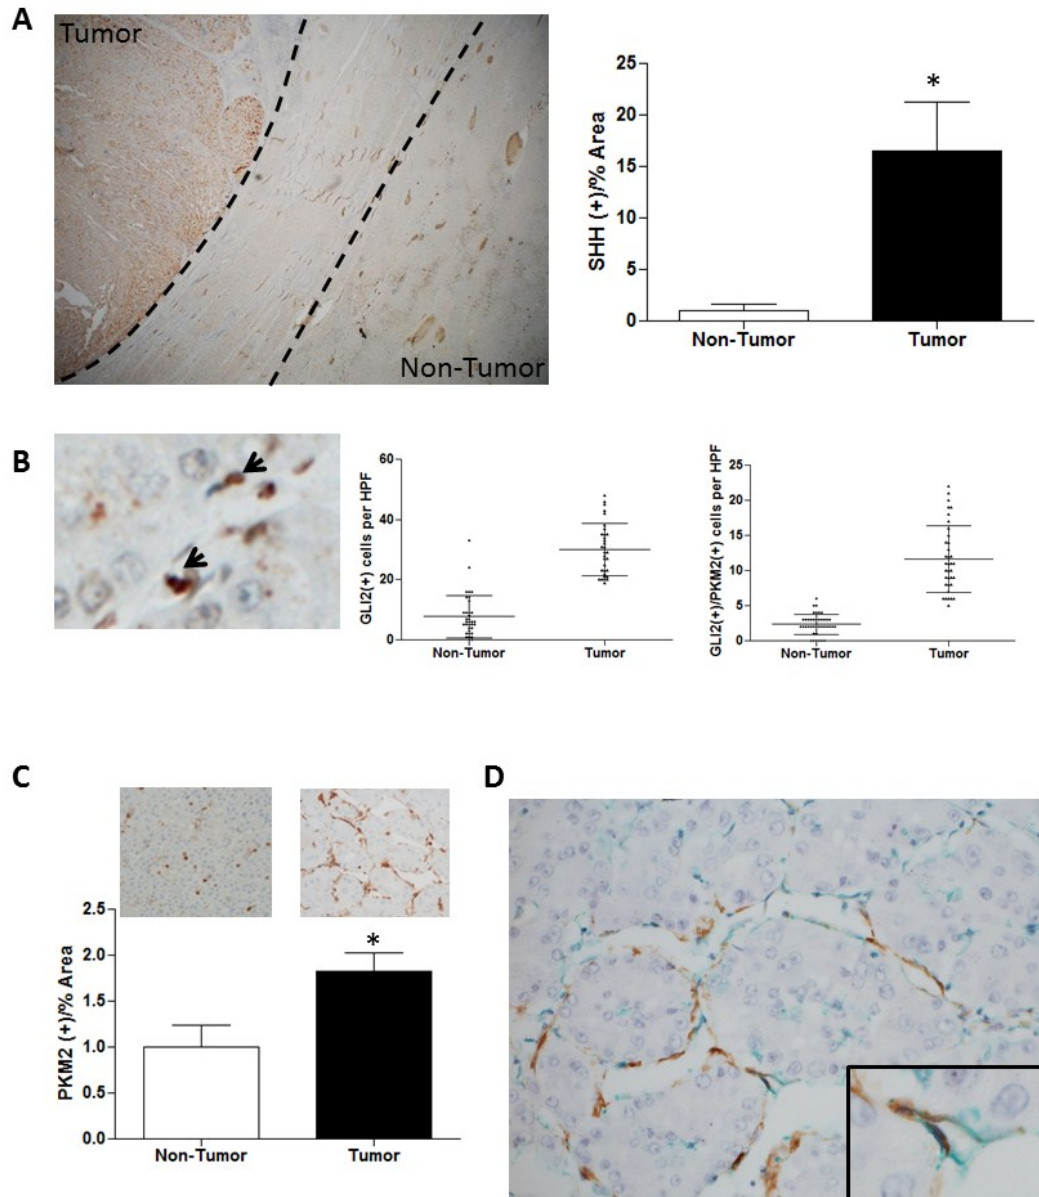 A
Tumor
Non-Tumor
SHH (+)/% Area
25
20
15
10
5
0
*
Non-Tumor
Tumor
B
GLI2(+) cells per HPF
60
40
20
0
Non-Tumor
Tumor
GLI2(+)/PKM2(+) cells per HPF
25
20
15
10
5
0
Non-Tumor
Tumor
C
PKM2 (+)/% Area
2.5
2.0
1.5
1.0
0.5
0.0
*
Non-Tumor
Tumor
D